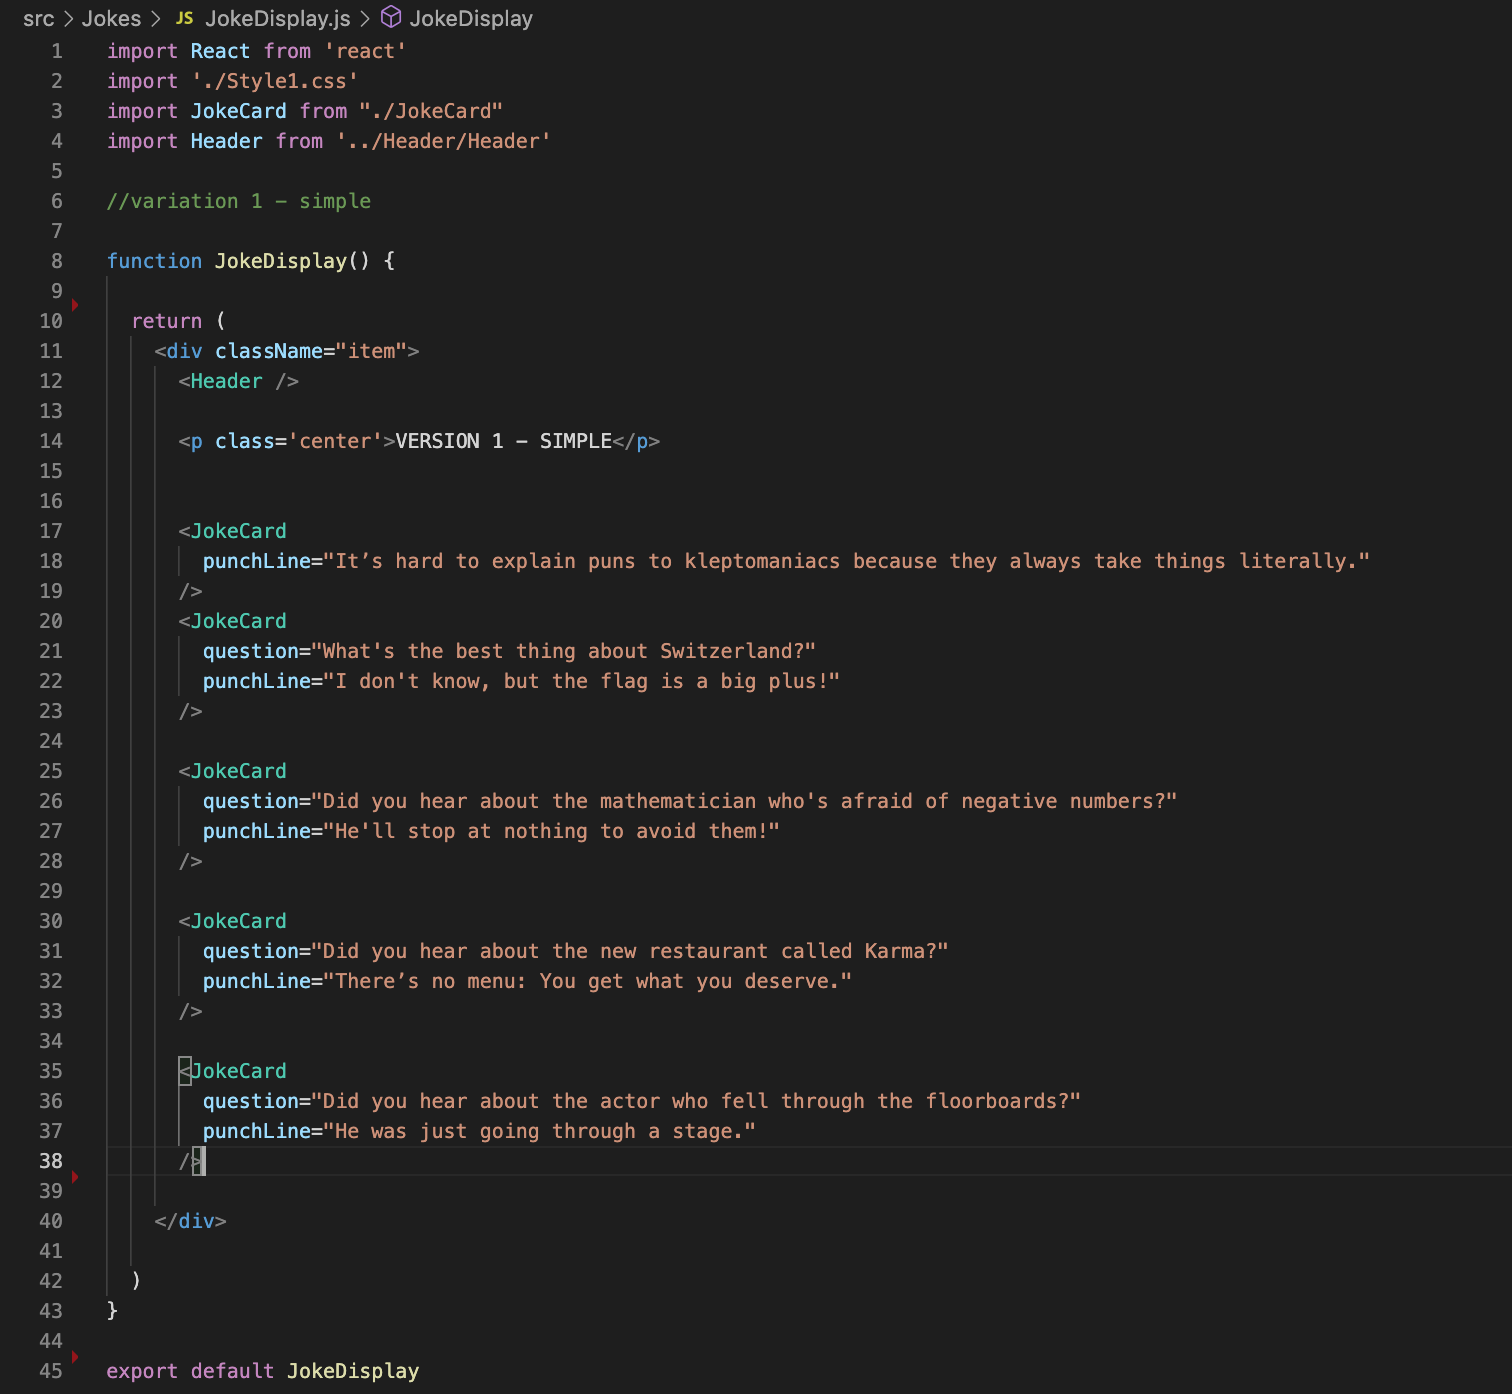 src > Jokes > JS JokeDisplay.js > JokeDisplay
1 import React from 'react'
2 import './Style1.css'
3 import JokeCard from "./JokeCard"
4 import Header from '../Header/Header'
5
6 //variation 1 – simple
7
8 function JokeDisplay() {
9
10 return (
11 <div className="item">
12 <Header />
13
14 <p class='center'>VERSION 1 – SIMPLE</p>
15
16
17 <JokeCard
18 punchLine="It’s hard to explain puns to kleptomaniacs because they always take things literally."
19 />
20 <JokeCard
21 question="What's the best thing about Switzerland?"
22 punchLine="I don't know, but the flag is a big plus!"
23 />
24
25 <JokeCard
26 question="Did you hear about the mathematician who's afraid of negative numbers?"
27 punchLine="He'll stop at nothing to avoid them!"
28 />
29
30 <JokeCard
31 question="Did you hear about the new restaurant called Karma?"
32 punchLine="There’s no menu: You get what you deserve."
33 />
34
35 <JokeCard
36 question="Did you hear about the actor who fell through the floorboards?"
37 punchLine="He was just going through a stage."
38 />
39
40 </div>
41
42 )
43 }
44
45 export default JokeDisplay